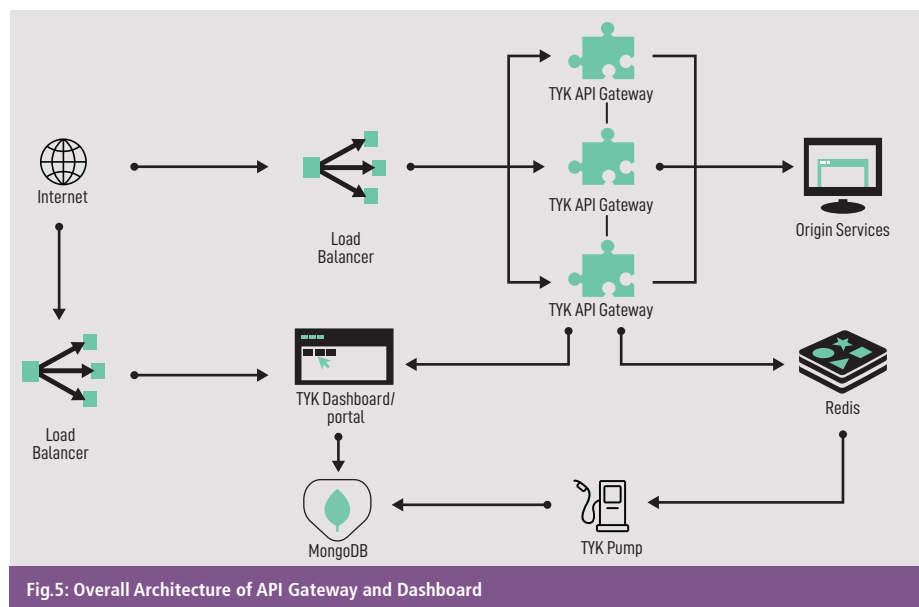 TYK API Gateway
Internet
Load
Balancer
TYK API Gateway
Origin Services
TYK API Gateway
Load
Balancer
TYK Dashboard/
portal
Redis
MongoDB
TYK Pump
Fig.5: Overall Architecture of API Gateway and Dashboard